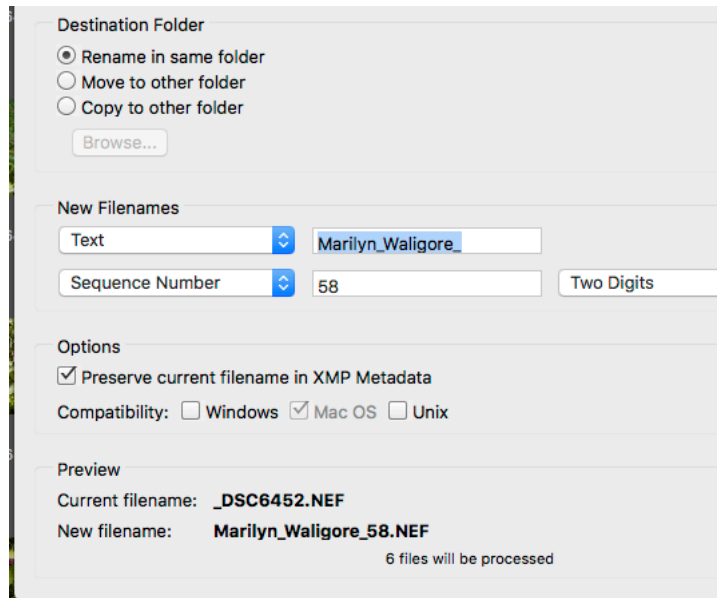 Destination Folder
Rename in same folder
Move to other folder
Copy to other folder
Browse...
New Filenames
Text Marilyn_Waligore_
Sequence Number 58 Two Digits
Options
Preserve current filename in XMP Metadata
Compatibility: Windows Mac OS Unix
Preview
Current filename: _DSC6452.NEF
New filename: Marilyn_Waligore_58.NEF
6 files will be processed